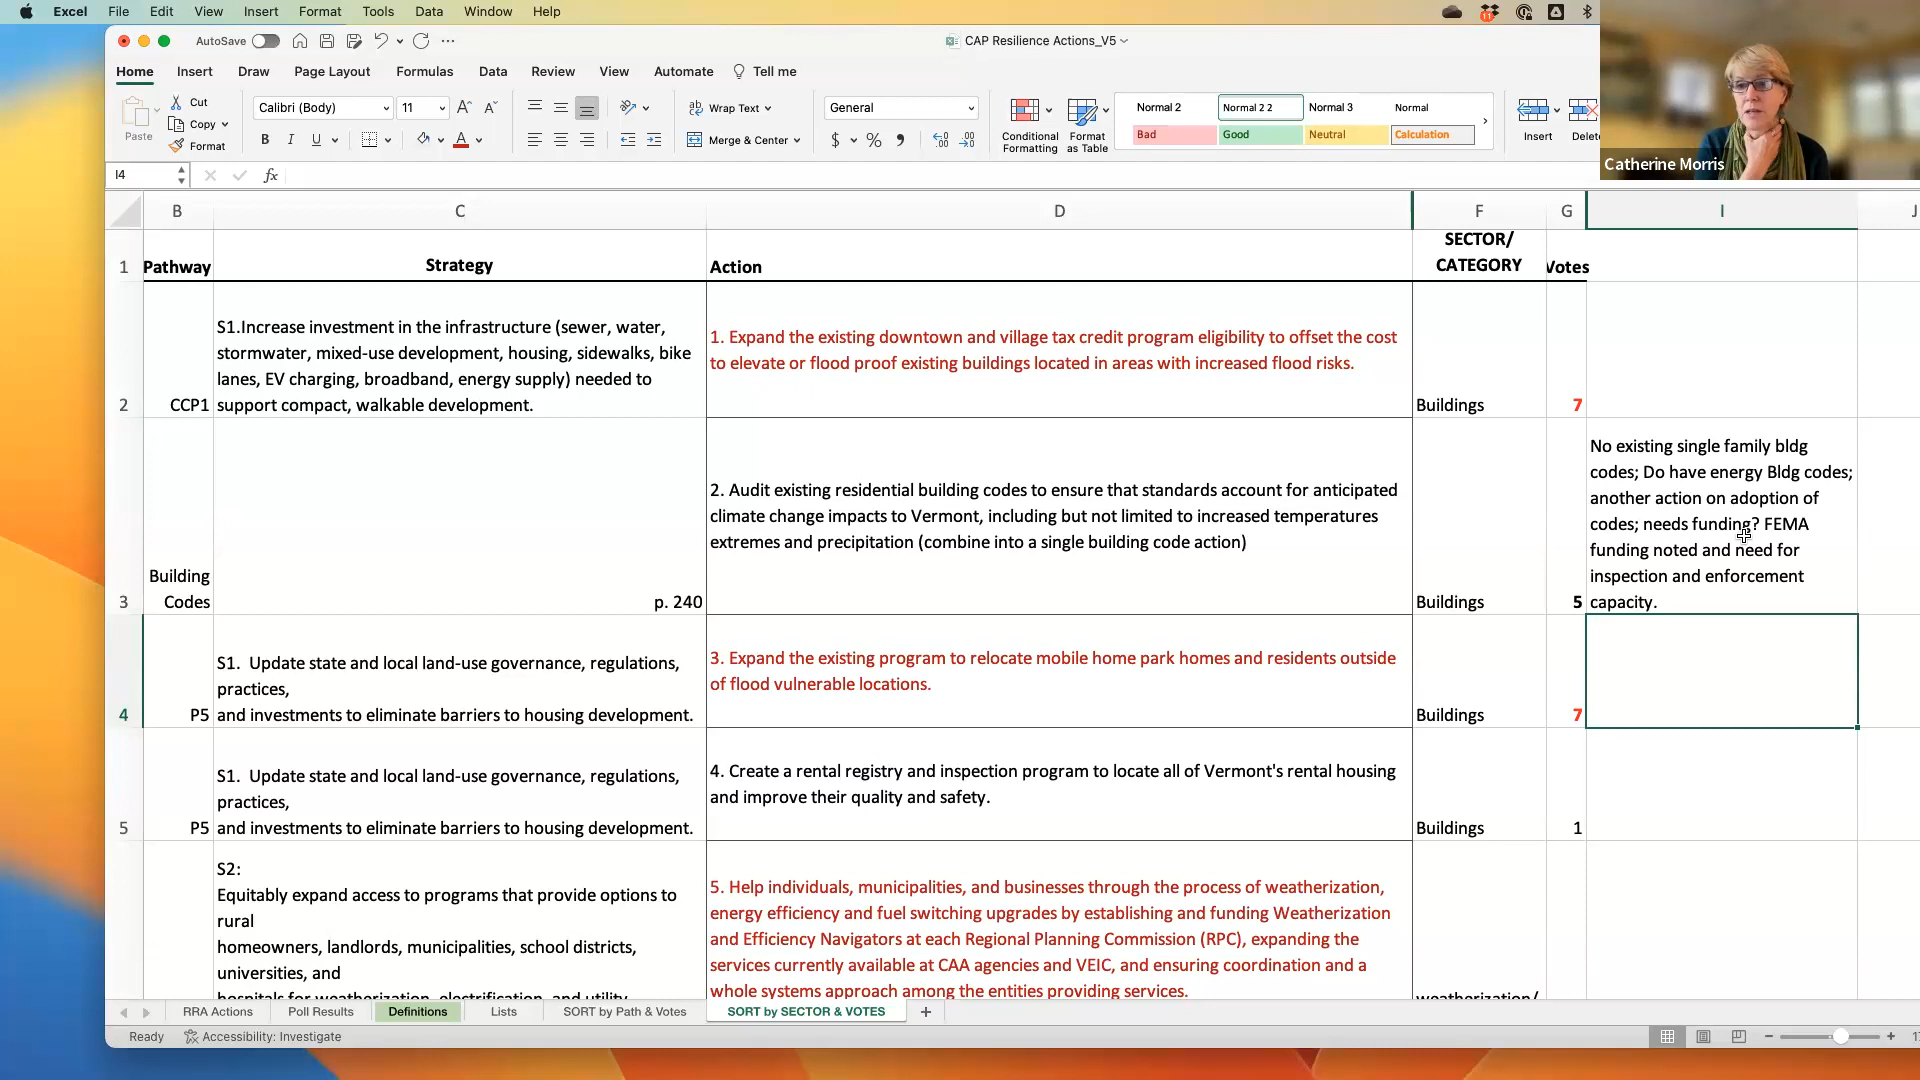 Excel File Edit View Insert Format Tools Data Window Help
11
AutoSave
CAP Resilience Actions_V5
Home Insert Draw Page Layout Formulas Data Review View Automate Tell me
Paste
Cut
Copy
Format
Calibri (Body) 11
B I U
Wrap Text
Merge & Center
General
$ %
Conditional Formatting
Format as Table
Normal 2 Normal 2 2 Normal 3 Normal
Bad Good Neutral Calculation
Insert
Delete
Catherine Morris
I4
fx
B C D F G I J
1 Pathway Strategy Action SECTOR/ CATEGORY Votes
S1.Increase investment in the infrastructure (sewer, water,
stormwater, mixed-use development, housing, sidewalks, bike
lanes, EV charging, broadband, energy supply) needed to
2 CCP1 support compact, walkable development.
1. Expand the existing downtown and village tax credit program eligibility to offset the cost
to elevate or flood proof existing buildings located in areas with increased flood risks.
Buildings 7
Building
3 Codes p. 240
2. Audit existing residential building codes to ensure that standards account for anticipated
climate change impacts to Vermont, including but not limited to increased temperatures
extremes and precipitation (combine into a single building code action)
Buildings 5
No existing single family bldg
codes; Do have energy Bldg codes;
another action on adoption of
codes; needs funding? FEMA
funding noted and need for
inspection and enforcement
capacity.
S1. Update state and local land-use governance, regulations,
practices,
4 P5 and investments to eliminate barriers to housing development.
3. Expand the existing program to relocate mobile home park homes and residents outside
of flood vulnerable locations.
Buildings 7
S1. Update state and local land-use governance, regulations,
practices,
5 P5 and investments to eliminate barriers to housing development.
4. Create a rental registry and inspection program to locate all of Vermont's rental housing
and improve their quality and safety.
Buildings 1
S2:
Equitably expand access to programs that provide options to
rural
homeowners, landlords, municipalities, school districts,
universities, and
hospitals for weatherization, electrification, and utility
5. Help individuals, municipalities, and businesses through the process of weatherization,
energy efficiency and fuel switching upgrades by establishing and funding Weatherization
and Efficiency Navigators at each Regional Planning Commission (RPC), expanding the
services currently available at CAA agencies and VEIC, and ensuring coordination and a
whole systems approach among the entities providing services.
weatherization/
RRA Actions Poll Results Definitions Lists SORT by Path & Votes SORT by SECTOR & VOTES +
Ready Accessibility: Investigate